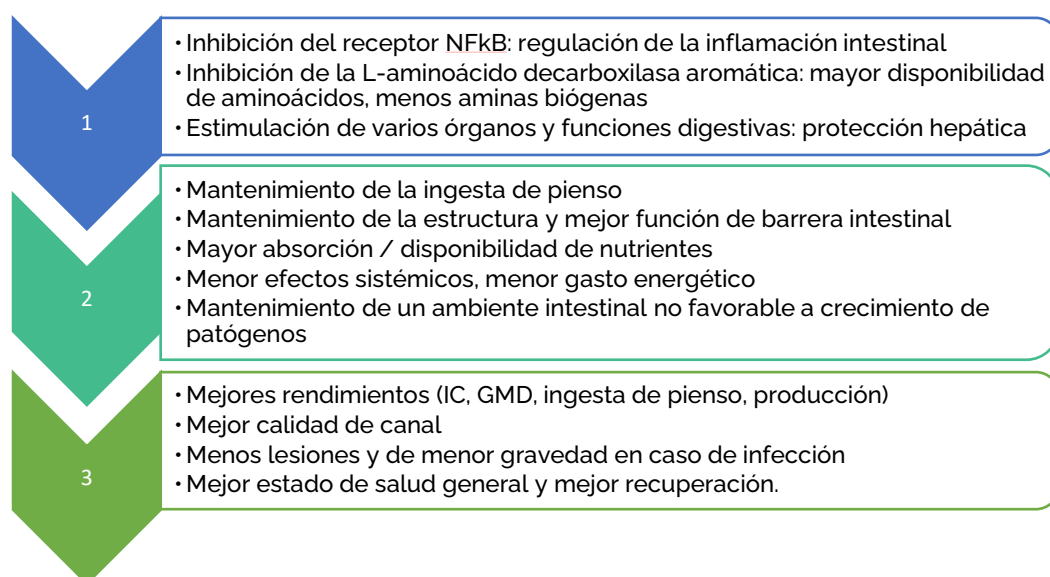 1
• Inhibición del receptor NFkB: regulación de la inflamación intestinal
• Inhibición de la L-aminoácido decarboxilasa aromática: mayor disponibilidad
de aminoácidos, menos aminas biógenas
• Estimulación de varios órganos y funciones digestivas: protección hepática
2
• Mantenimiento de la ingesta de pienso
• Mantenimiento de la estructura y mejor función de barrera intestinal
• Mayor absorción / disponibilidad de nutrientes
• Menor efectos sistémicos, menor gasto energético
• Mantenimiento de un ambiente intestinal no favorable a crecimiento de
patógenos
3
• Mejores rendimientos (IC, GMD, ingesta de pienso, producción)
• Mejor calidad de canal
• Menos lesiones y de menor gravedad en caso de infección
• Mejor estado de salud general y mejor recuperación.